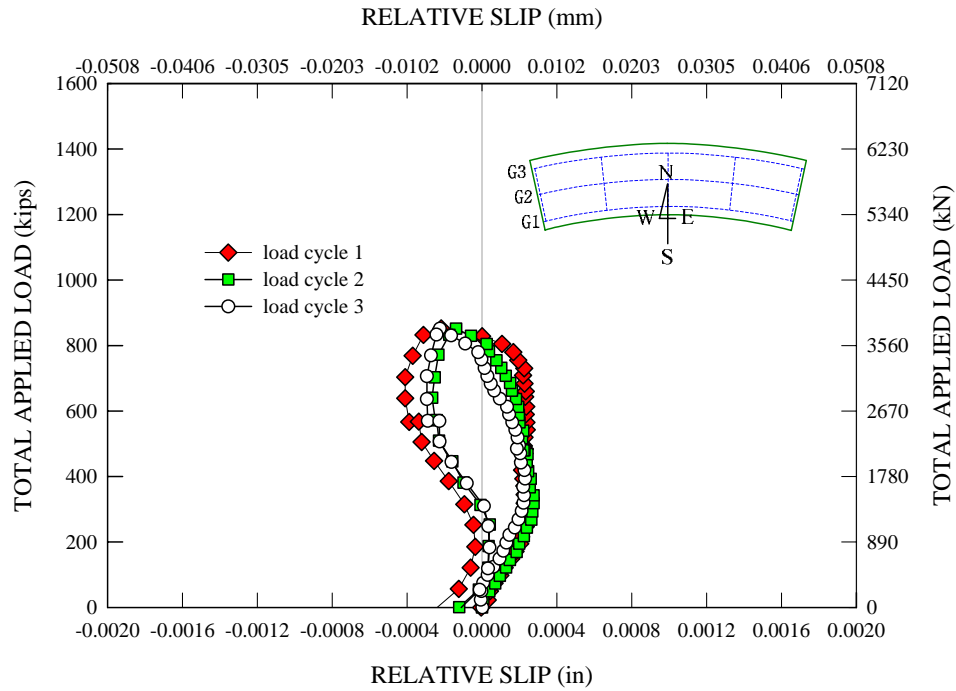 RELATIVE SLIP (mm)
-0.0508 -0.0406 -0.0305 -0.0203 -0.0102 0.0000 0.0102 0.0203 0.0305 0.0406 0.0508
TOTAL APPLIED LOAD (kips)
1600
1400
1200
1000
800
600
400
200
0
load cycle 1
load cycle 2
load cycle 3
G3
G2
G1
N
W E
S
7120
6230
5340
4450
3560
2670
1780
890
0
TOTAL APPLIED LOAD (kN)
-0.0020 -0.0016 -0.0012 -0.0008 -0.0004 0.0000 0.0004 0.0008 0.0012 0.0016 0.0020
RELATIVE SLIP (in)